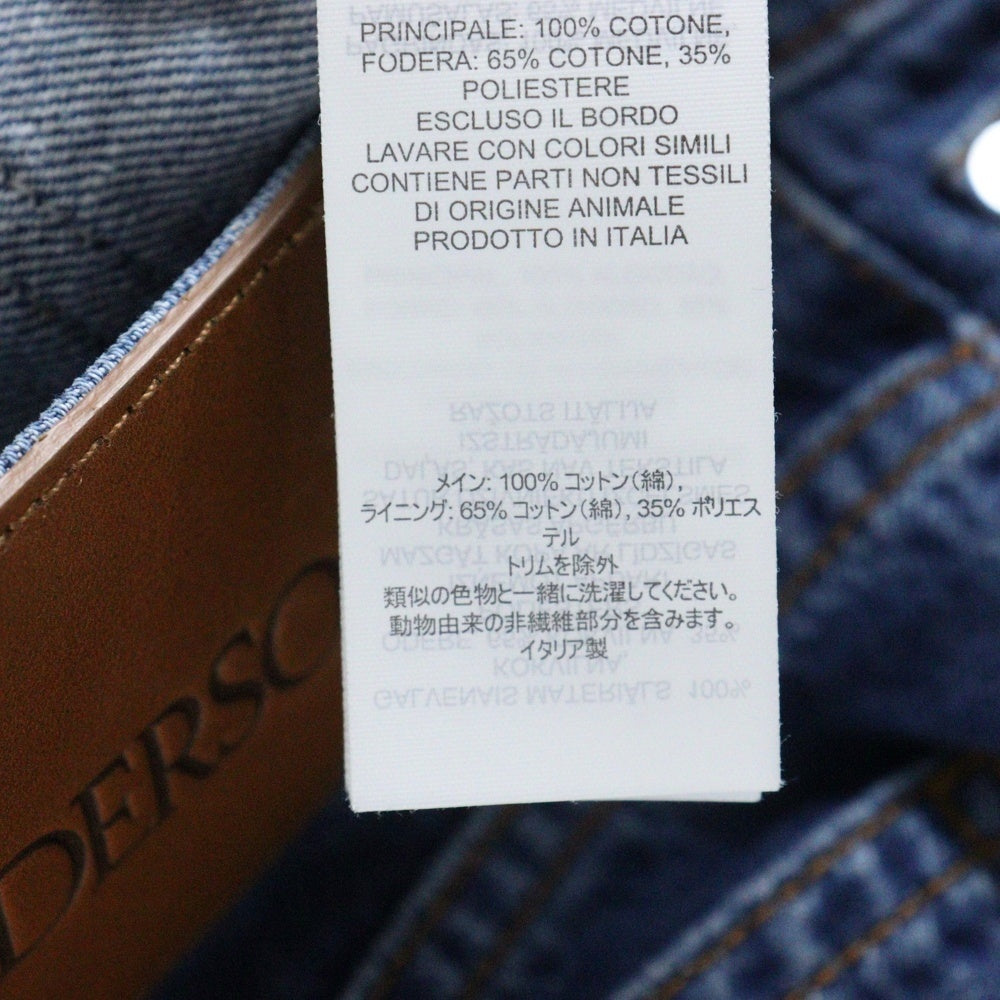 PRINCIPALE: 100% COTONE,
FODERA: 65% COTONE, 35%
POLIESTERE
ESCLUSO IL BORDO
LAVARE CON COLORI SIMILI
CONTIENE PARTI NON TESSILI
DI ORIGINE ANIMALE
PRODOTTO IN ITALIA
メイン: 100% コットン(綿),
ライニング: 65% コットン(綿), 35% ポリエス
テル
トリムを除外
類似の色物と一緒に洗濯してください。
動物由来の非繊維部分を含みます。
イタリア製
DERSO